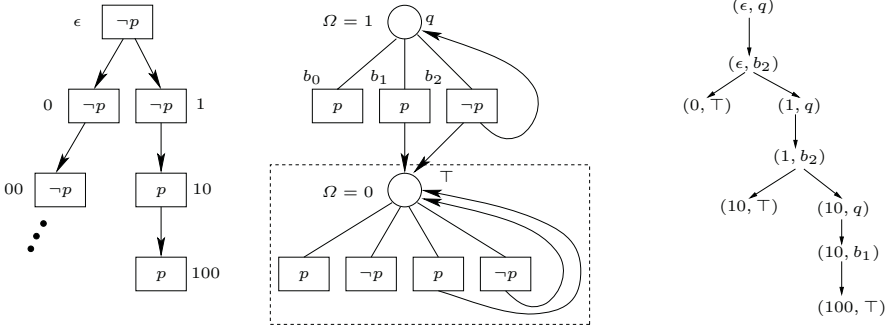 ϵ ¬p
0 ¬p ¬p 1
00 ¬p p 10
p 100
Ω = 1 q
b0 b1 b2
p p ¬p
Ω = 0 ⊤
p ¬p p ¬p
(ϵ, q)
(ϵ, b2)
(0, ⊤) (1, q)
(1, b2)
(10, ⊤) (10, q)
(10, b1)
(100, ⊤)